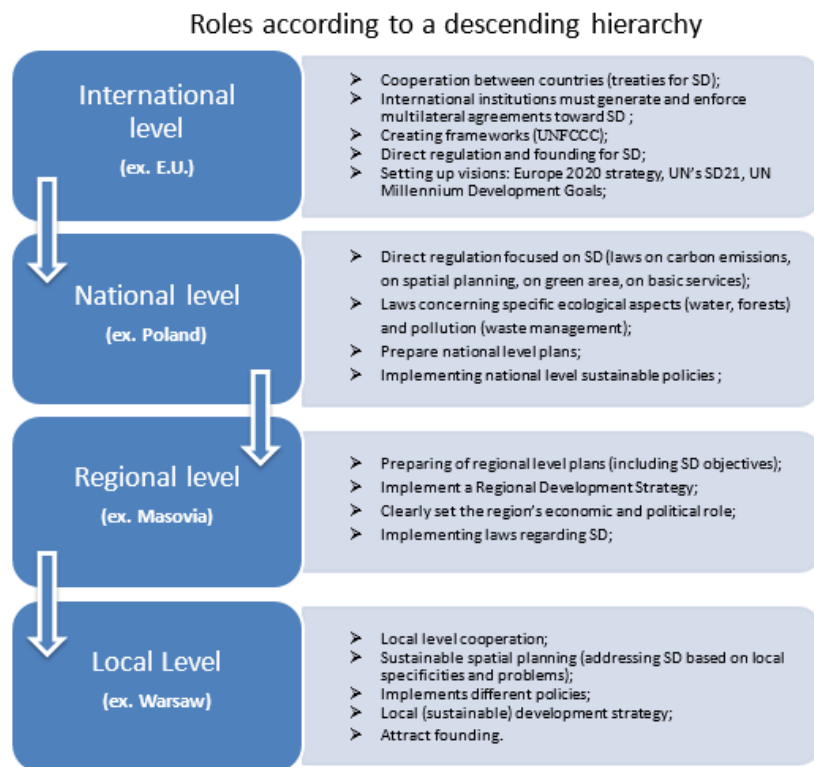 Roles according to a descending hierarchy
International
level
(ex. E.U.)
➤ Cooperation between countries (treaties for SD);
➤ International institutions must generate and enforce
multilateral agreements toward SD ;
➤ Creating frameworks (UNFCCC);
➤ Direct regulation and founding for SD;
➤ Setting up visions: Europe 2020 strategy, UN's SD21, UN
Millennium Development Goals;
National level
(ex. Poland)
➤ Direct regulation focused on SD (laws on carbon emissions,
on spatial planning, on green area, on basic services);
➤ Laws concerning specific ecological aspects (water, forests)
and pollution (waste management);
➤ Prepare national level plans;
➤ Implementing national level sustainable policies ;
Regional level
(ex. Masovia)
➤ Preparing of regional level plans (including SD objectives);
➤ Implement a Regional Development Strategy;
➤ Clearly set the region's economic and political role;
➤ Implementing laws regarding SD;
Local Level
(ex. Warsaw)
➤ Local level cooperation;
➤ Sustainable spatial planning (addressing SD based on local
specificities and problems);
➤ Implements different policies;
➤ Local (sustainable) development strategy;
➤ Attract founding.